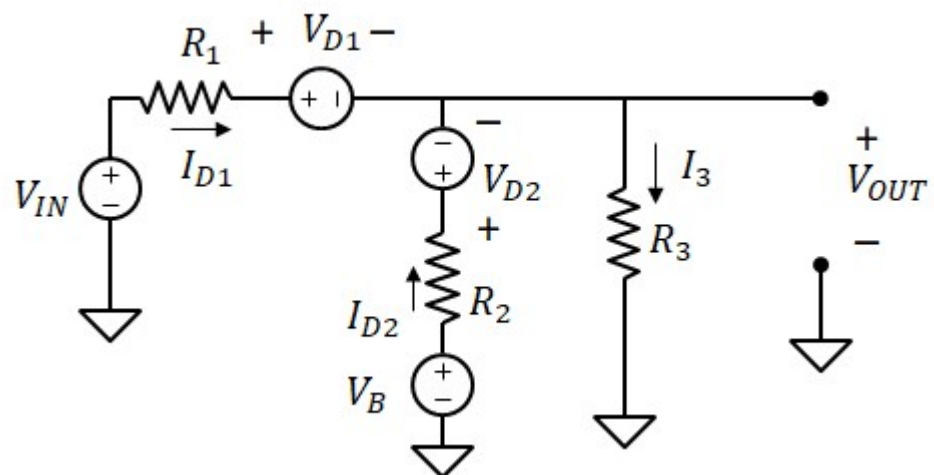 R1 + VD1 −
+ −
ID1
VIN + −
− + − VD2 +
R2
ID2
VB + −
I3
R3
+ VOUT −